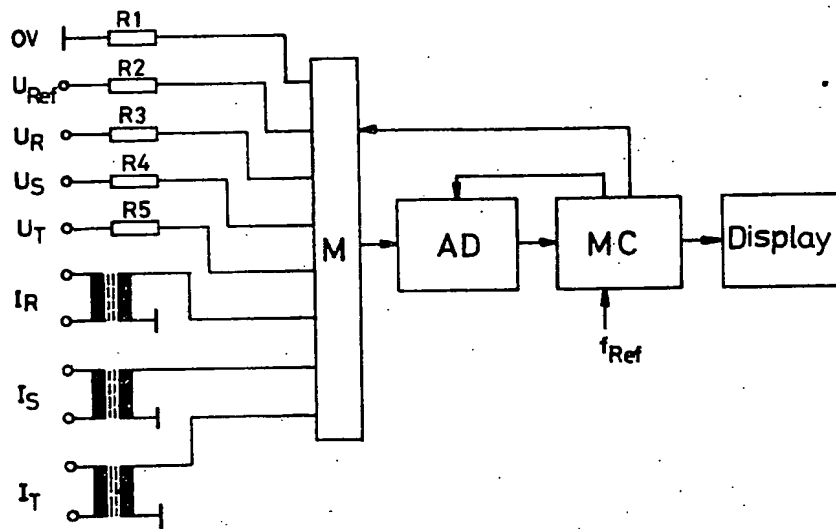 R1
0V
R2
U_Ref
R3
U_R
R4
U_S
R5
U_T
I_R
I_S
I_T
M
AD
MC
Display
f_Ref